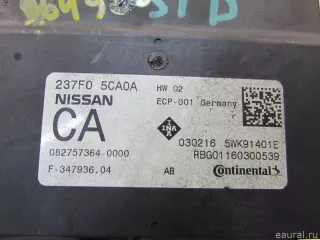 237F0 5CA0A HW 02
NISSAN ECP-001 Germany
CA INA
030216 5WK91401E
082757364-0000 RBG01160300539
F-347936.04 AB Continental
eaural.ru